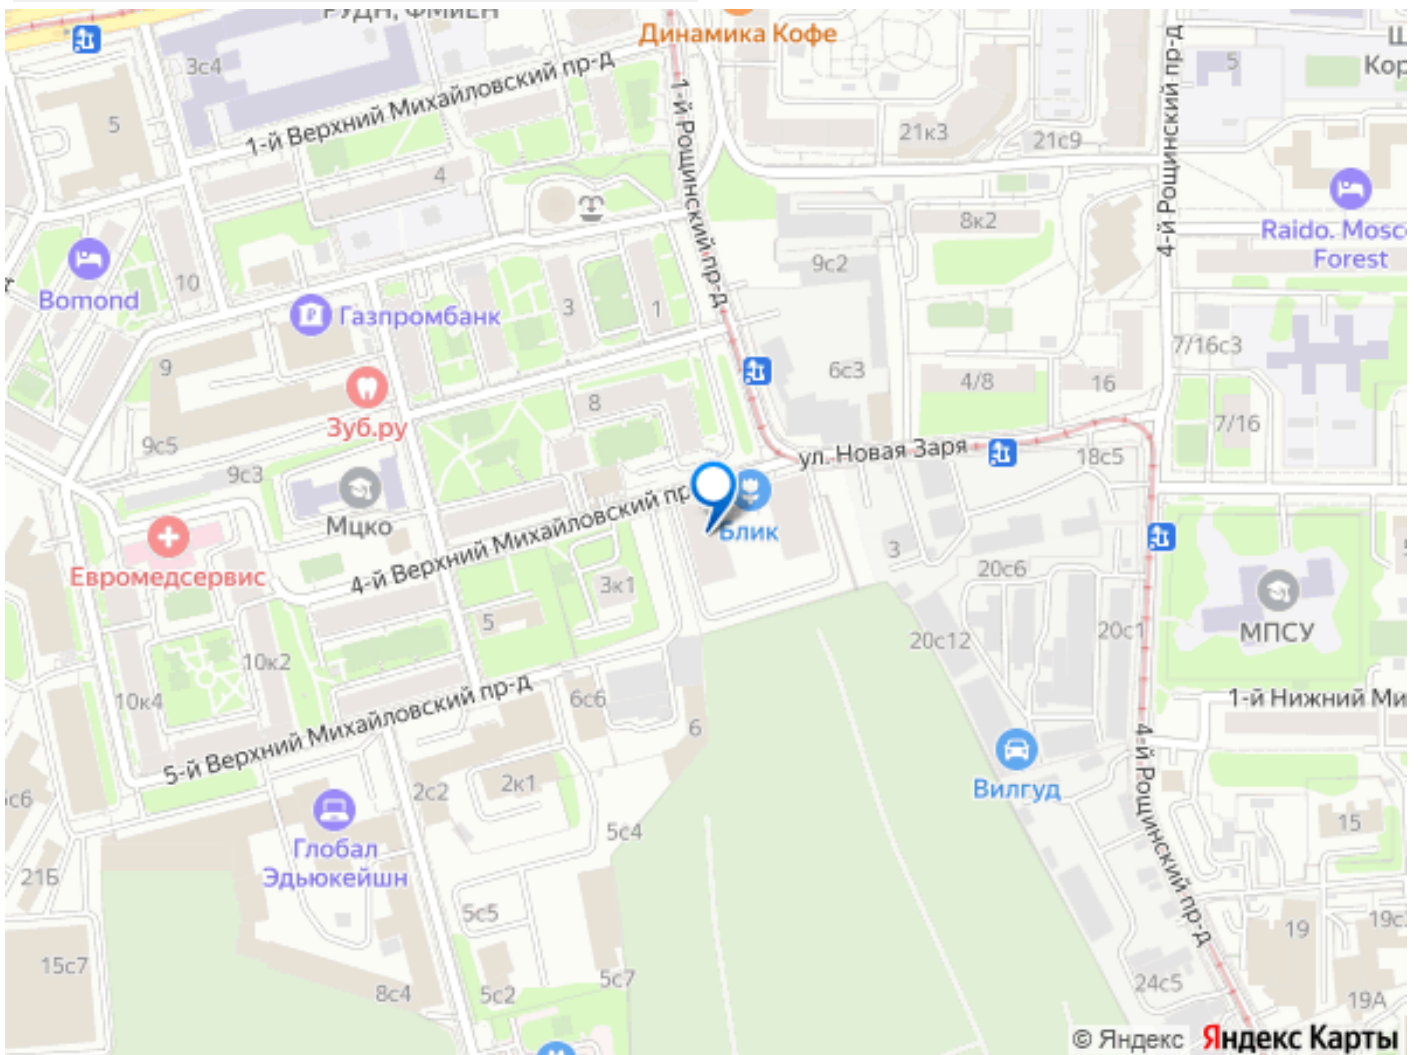 РУДН, ФМиЕН
Динамика Кофе
3с4
5
1-й Верхний Михайловский пр-д
1-й Рощинский пр-д
4-й Рощинский пр-д
5
Кор
21к3
21с9
4
8к2
9с2
Raido. Mosc
Forest
Bomond
10
Газпромбанк
3
1
7/16с3
9
6с3
4/8
16
8
Зуб.ру
7/16
9с5
9с3
ул. Новая Заря
18с5
Мцко
4-й Верхний Михайловский пр
Блик
3
Евромедсервис
3к1
20с6
5
20с12
20с1
МПСУ
10к2
10к4
6с6
1-й Нижний Ми
5-й Верхний Михайловский пр-д
6
4-й Рощинский пр-д
2с2
2к1
Вилгуд
с6
5с4
15
Глобал
Эдьюкейшн
21Б
5с5
19
19с
15с7
8с4
5с2
5с7
24с5
19А
© Яндекс Яндекс Карты